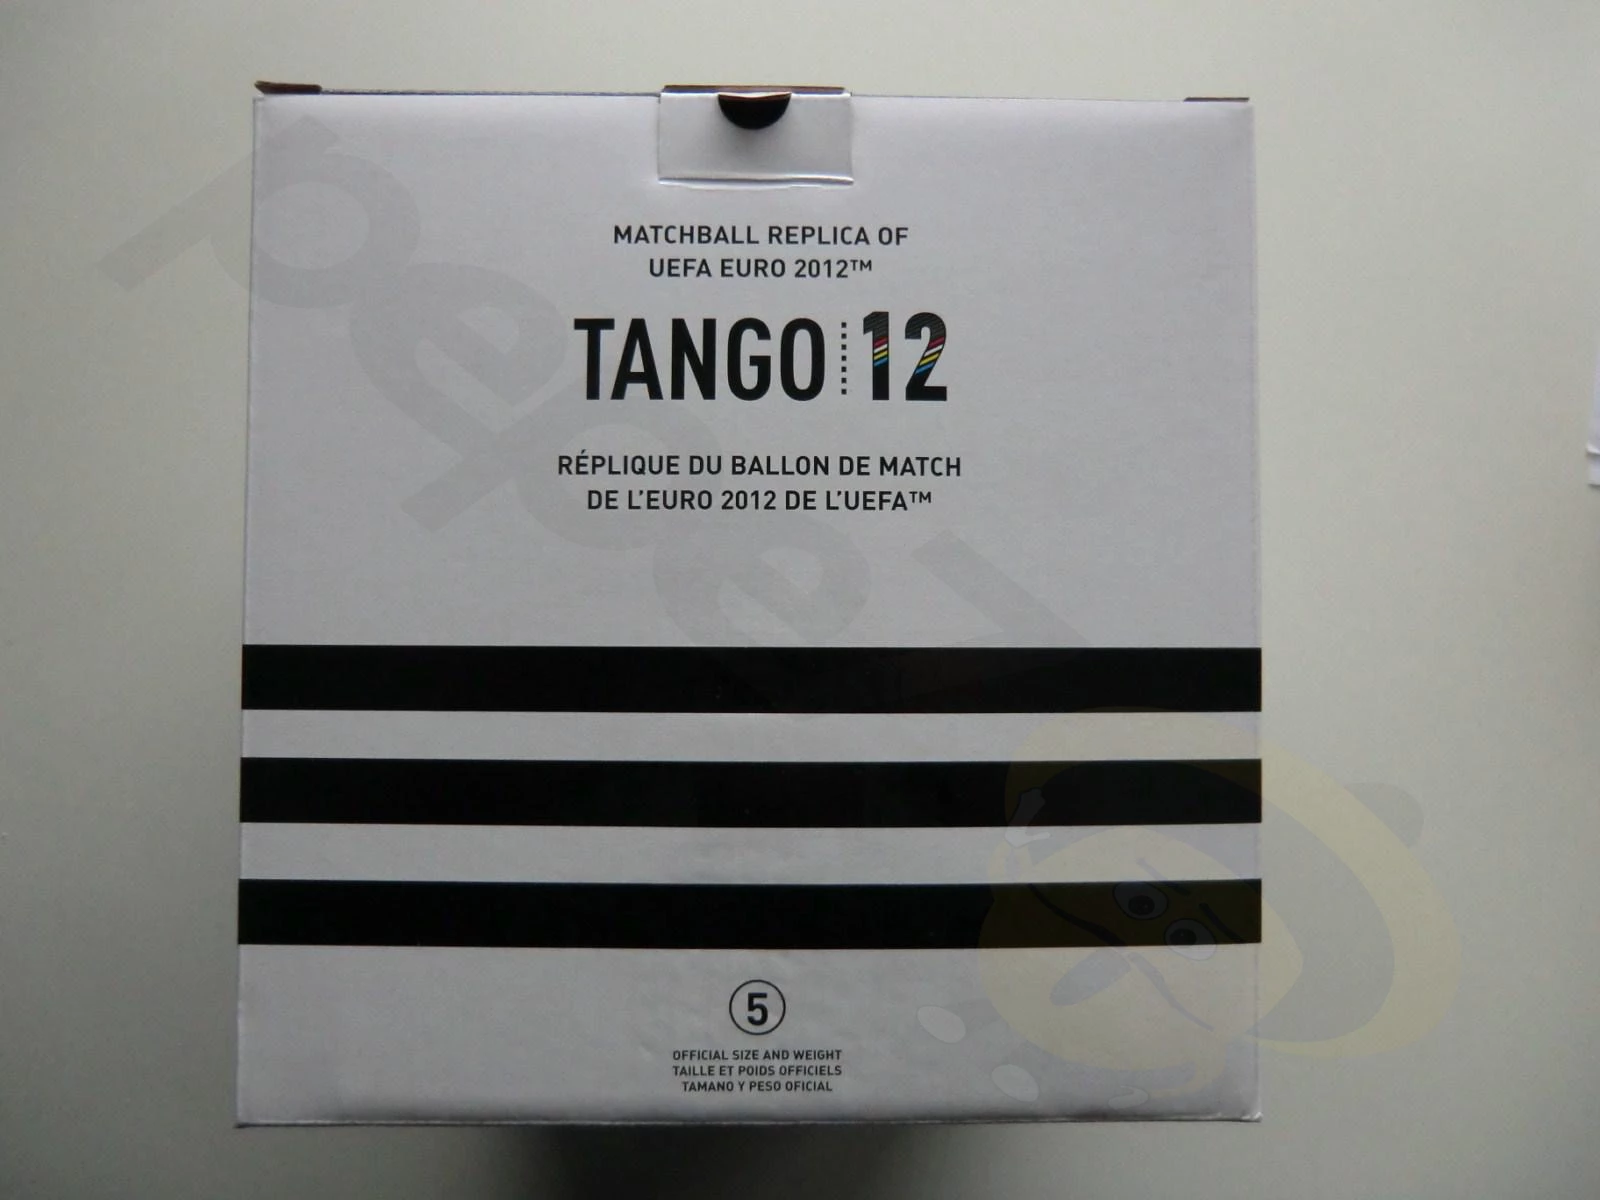 MATCHBALL REPLICA OF
UEFA EURO 2012™
TANGO 12
RÉPLIQUE DU BALLON DE MATCH
DE L'EURO 2012 DE L'UEFA™
5
OFFICIAL SIZE AND WEIGHT
TAILLE ET POIDS OFFICIELS
TAMANO Y PESO OFICIAL